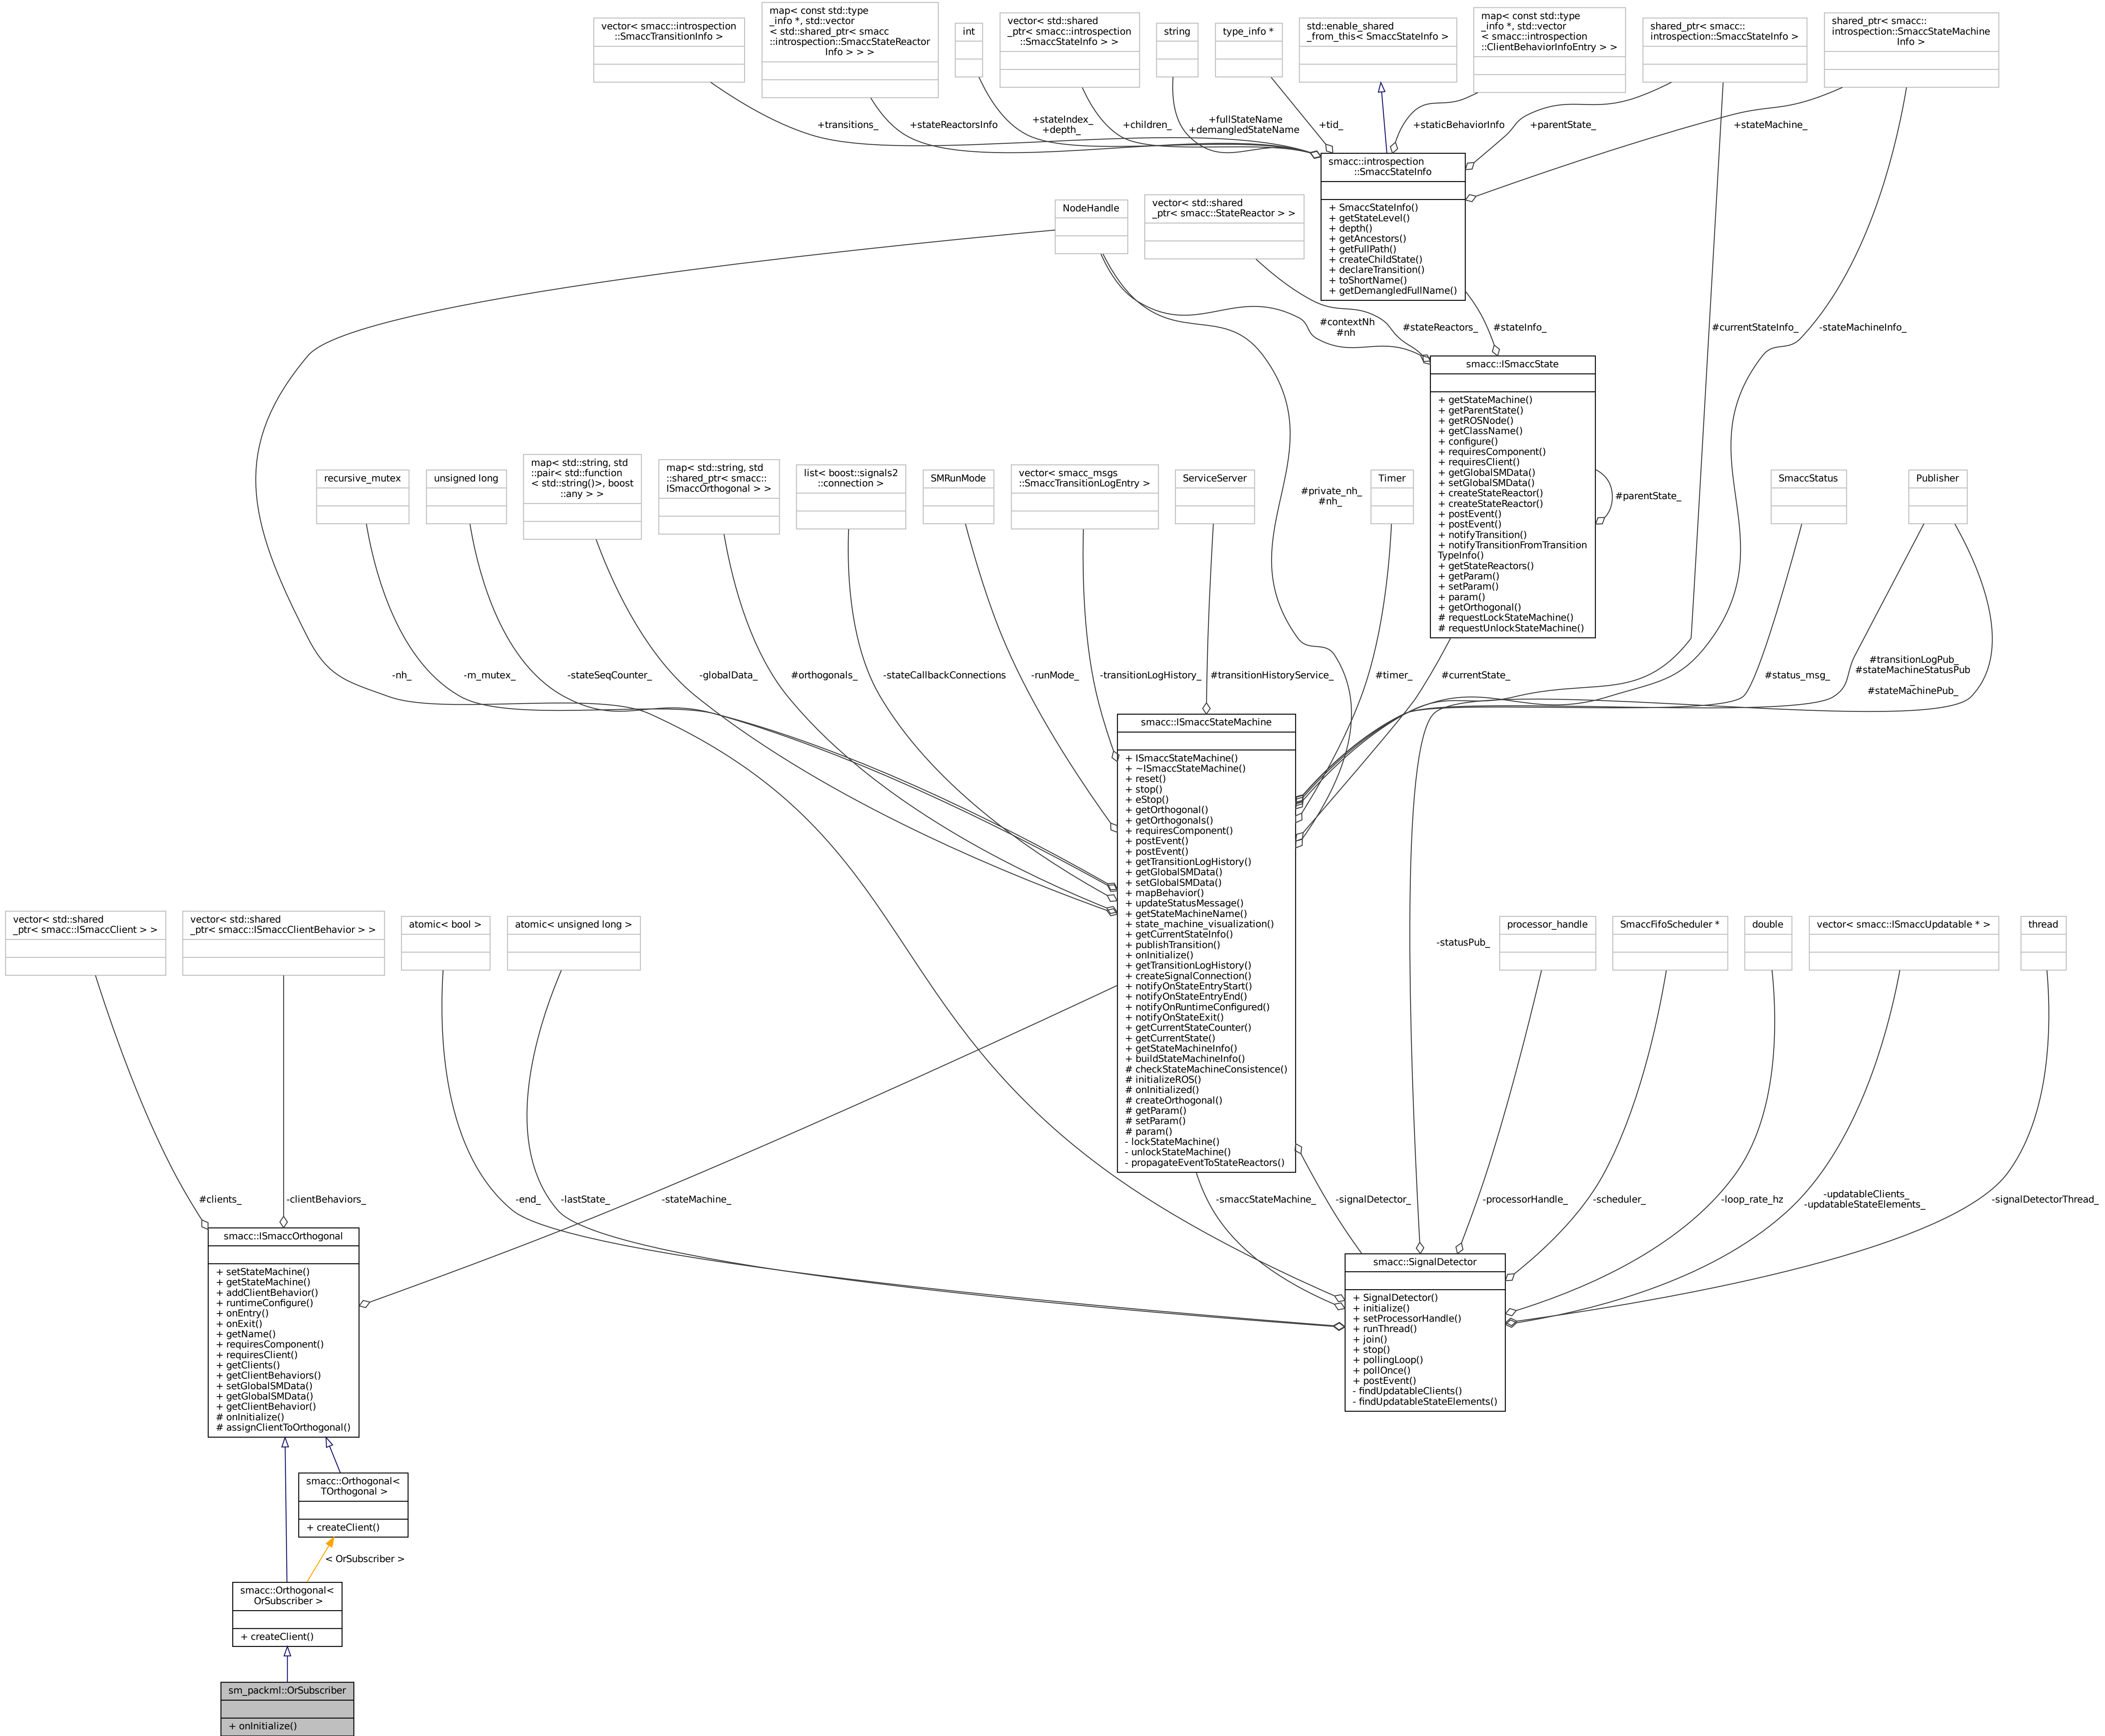 vector< smacc::introspection
::SmaccTransitionInfo >
map< const std::type
_info *, std::vector
< std::shared_ptr< smacc
::introspection::SmaccStateReactor
Info > > >
int
vector< std::shared
_ptr< smacc::introspection
::SmaccStateInfo > >
string
type_info *
std::enable_shared
_from_this< SmaccStateInfo >
map< const std::type
_info *, std::vector
< smacc::introspection
::ClientBehaviorInfoEntry > >
shared_ptr< smacc::
introspection::SmaccStateInfo >
shared_ptr< smacc::
introspection::SmaccStateMachine
Info >
+transitions_
+stateReactorsInfo
+stateIndex_
+depth_
+children_
+fullStateName
+demangledStateName
+tid_
+staticBehaviorInfo
+parentState_
+stateMachine_
smacc::introspection
::SmaccStateInfo
+ SmaccStateInfo()
+ getStateLevel()
+ depth()
+ getAncestors()
+ getFullPath()
+ createChildState()
+ declareTransition()
+ toShortName()
+ getDemangledFullName()
NodeHandle
vector< std::shared
_ptr< smacc::StateReactor > >
#contextNh
#nh
#stateReactors_
#stateInfo_
#currentStateInfo_
-stateMachineInfo_
smacc::ISmaccState
+ getStateMachine()
+ getParentState()
+ getROSNode()
+ getClassName()
+ configure()
+ requiresComponent()
+ requiresClient()
+ getGlobalSMData()
+ setGlobalSMData()
+ createStateReactor()
+ createStateReactor()
+ postEvent()
+ postEvent()
+ notifyTransition()
+ notifyTransitionFromTransition
TypeInfo()
+ getStateReactors()
+ getParam()
+ setParam()
+ param()
+ getOrthogonal()
# requestLockStateMachine()
# requestUnlockStateMachine()
#parentState_
recursive_mutex
unsigned long
map< std::string, std
::pair< std::function
< std::string()>, boost
::any > >
map< std::string, std
::shared_ptr< smacc::
ISmaccOrthogonal > >
list< boost::signals2
::connection >
SMRunMode
vector< smacc_msgs
::SmaccTransitionLogEntry >
ServiceServer
#private_nh_
#nh_
Timer
SmaccStatus
Publisher
-nh_
-m_mutex_
-stateSeqCounter_
-globalData_
#orthogonals_
-stateCallbackConnections
-runMode_
-transitionLogHistory_
#transitionHistoryService_
#timer_
#currentState_
#status_msg_
#transitionLogPub_
#stateMachineStatusPub
_
#stateMachinePub_
smacc::ISmaccStateMachine
+ ISmaccStateMachine()
+ ~ISmaccStateMachine()
+ reset()
+ stop()
+ eStop()
+ getOrthogonal()
+ getOrthogonals()
+ requiresComponent()
+ postEvent()
+ postEvent()
+ getTransitionLogHistory()
+ getGlobalSMData()
+ setGlobalSMData()
+ mapBehavior()
+ updateStatusMessage()
+ getStateMachineName()
+ state_machine_visualization()
+ getCurrentStateInfo()
+ publishTransition()
+ onInitialize()
+ getTransitionLogHistory()
+ createSignalConnection()
+ notifyOnStateEntryStart()
+ notifyOnStateEntryEnd()
+ notifyOnRuntimeConfigured()
+ notifyOnStateExit()
+ getCurrentStateCounter()
+ getCurrentState()
+ getStateMachineInfo()
+ buildStateMachineInfo()
# checkStateMachineConsistence()
# initializeROS()
# onInitialized()
# createOrthogonal()
# getParam()
# setParam()
# param()
- lockStateMachine()
- unlockStateMachine()
- propagateEventToStateReactors()
vector< std::shared
_ptr< smacc::ISmaccClient > >
vector< std::shared
_ptr< smacc::ISmaccClientBehavior > >
atomic< bool >
atomic< unsigned long >
-statusPub_
processor_handle
SmaccFifoScheduler *
double
vector< smacc::ISmaccUpdatable * >
thread
#clients_
-clientBehaviors_
-end_
-lastState_
-stateMachine_
-smaccStateMachine_
-signalDetector_
-processorHandle_
-scheduler_
-loop_rate_hz
-updatableClients_
-updatableStateElements_
-signalDetectorThread_
smacc::ISmaccOrthogonal
+ setStateMachine()
+ getStateMachine()
+ addClientBehavior()
+ runtimeConfigure()
+ onEntry()
+ onExit()
+ getName()
+ requiresComponent()
+ requiresClient()
+ getClients()
+ getClientBehaviors()
+ setGlobalSMData()
+ getGlobalSMData()
+ getClientBehavior()
# onInitialize()
# assignClientToOrthogonal()
smacc::SignalDetector
+ SignalDetector()
+ initialize()
+ setProcessorHandle()
+ runThread()
+ join()
+ stop()
+ pollingLoop()
+ pollOnce()
+ postEvent()
- findUpdatableClients()
- findUpdatableStateElements()
smacc::Orthogonal<
TOrthogonal >
+ createClient()
< OrSubscriber >
smacc::Orthogonal<
OrSubscriber >
+ createClient()
sm_packml::OrSubscriber
+ onInitialize()